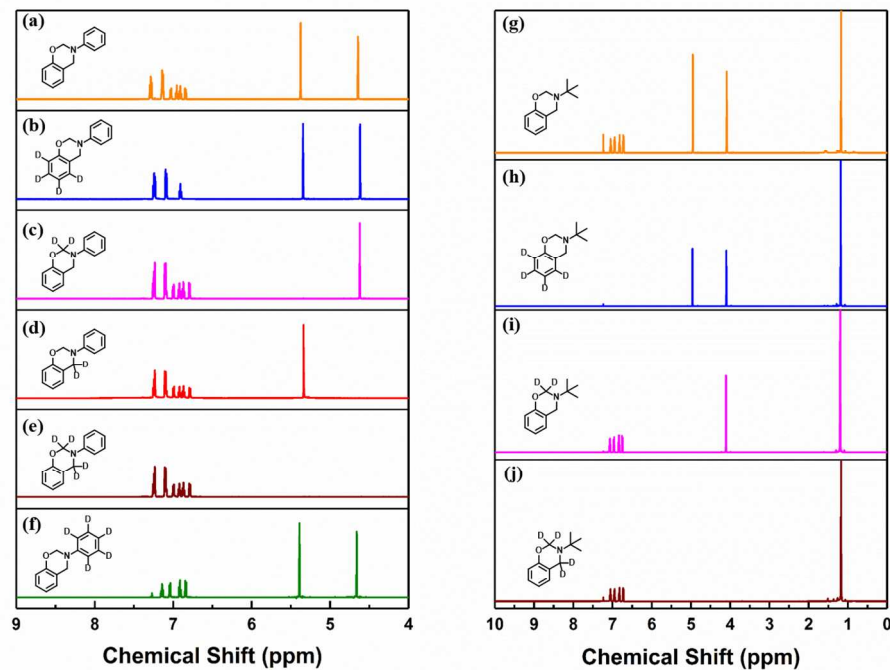 (a)
O
N
(b)
O
N
D
D
D
D
(c)
D D
O
N
(d)
O
N
D
D
(e)
D D
O
N
D
D
(f)
D
D
D
O
N
D
D
9 8 7 6 5 4
Chemical Shift (ppm)
(g)
O
N
(h)
O
N
D
D
D
D
(i)
D D
O
N
(j)
D D
O
N
D
D
10 9 8 7 6 5 4 3 2 1 0
Chemical Shift (ppm)